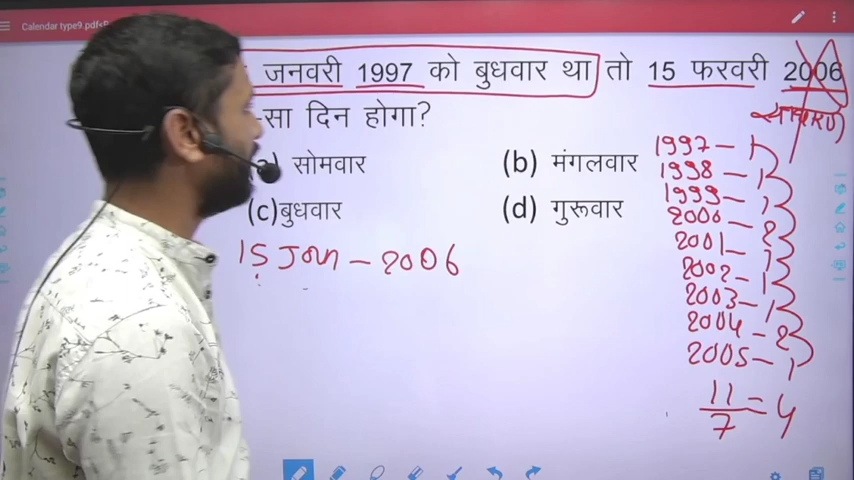 Calendar type9.pdf
जनवरी 1997 को बुधवार था तो 15 फरवरी 2006
-सा दिन होगा?
(a) सोमवार
(b) मंगलवार
(c)बुधवार
(d) गुरूवार
15 Jan - 2006
1997 - 1
1998 - 1
1999 - 1
2000 - 2
2001 - 1
2002 - 1
2003 - 1
2004 - 2
2005 - 1
11/7 = 4